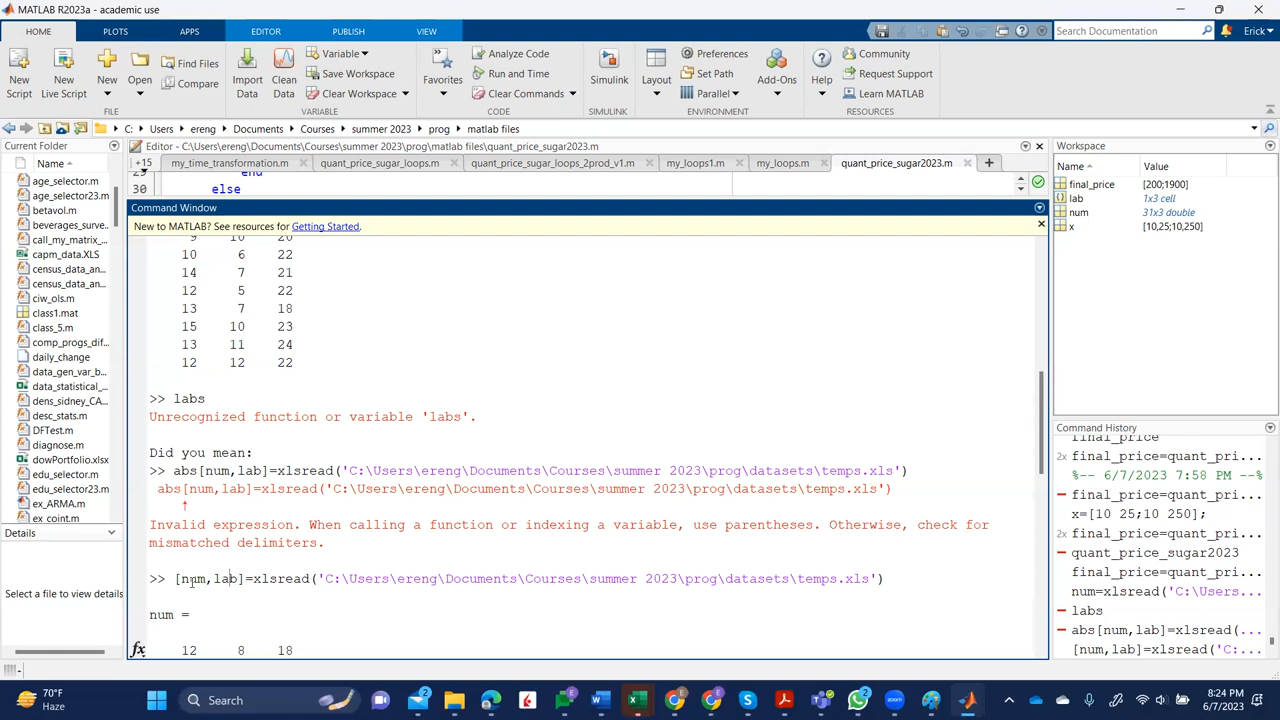 MATLAB R2023a - academic use
HOME PLOTS APPS EDITOR PUBLISH VIEW Search Documentation Erick
New Script
New Live Script
New
Open
Find Files
Compare
Import Data
Clean Data
Variable
Save Workspace
Clear Workspace
Favorites
Analyze Code
Run and Time
Clear Commands
Simulink
Layout
Preferences
Set Path
Parallel
Add-Ons
Help
Community
Request Support
Learn MATLAB
FILE VARIABLE CODE SIMULINK ENVIRONMENT RESOURCES
C: Users ereng Documents Courses summer 2023 prog matlab files
Current Folder
Name
age_selector.m
age_selector23.m
betavol.m
beverages_surve...
call_my_matrix_...
capm_data.XLS
census_data_an...
census_data_an...
ciw_ols.m
class1.mat
class_5.m
comp_progs_dif...
daily_change
data_gen_var_b...
data_statistical_...
dens_sidney_CA...
desc_stats.m
DFTest.m
diagnose.m
dowPortfolio.xlsx
edu_selector.m
edu_selector23.m
ex_ARMA.m
ex_coint.m
Details
Select a file to view details
Editor - C:\Users\ereng\Documents\Courses\summer 2023\prog\matlab files\quant_price_sugar2023.m
+15 my_time_transformation.m quant_price_sugar_loops.m quant_price_sugar_loops_2prod_v1.m my_loops1.m my_loops.m quant_price_sugar2023.m
30 else
Command Window
New to MATLAB? See resources for Getting Started.
9 10 20
10 6 22
14 7 21
12 5 22
13 7 18
15 10 23
13 11 24
12 12 22
>> labs
Unrecognized function or variable 'labs'.
Did you mean:
>> abs[num,lab]=xlsread('C:\Users\ereng\Documents\Courses\summer 2023\prog\datasets\temps.xls')
abs[num,lab]=xlsread('C:\Users\ereng\Documents\Courses\summer 2023\prog\datasets\temps.xls')
↑
Invalid expression. When calling a function or indexing a variable, use parentheses. Otherwise, check for
mismatched delimiters.
>> [num,lab]=xlsread('C:\Users\ereng\Documents\Courses\summer 2023\prog\datasets\temps.xls')
num =
12 8 18
fx
Workspace
Name Value
final_price [200;1900]
lab 1x3 cell
num 31x3 double
x [10,25;10,250]
Command History
final_price
2x final_price=quant_pri...
%-- 6/7/2023 7:58 PM --%
final_price=quant_pri...
x=[10 25;10 250];
2x final_price=quant_pri...
quant_price_sugar2023
final_price=quant_pri...
num=xlsread('C:\Users...
labs
abs[num,lab]=xlsread(...
[num,lab]=xlsread('C:...
70°F
Haze
Search
8:24 PM
6/7/2023